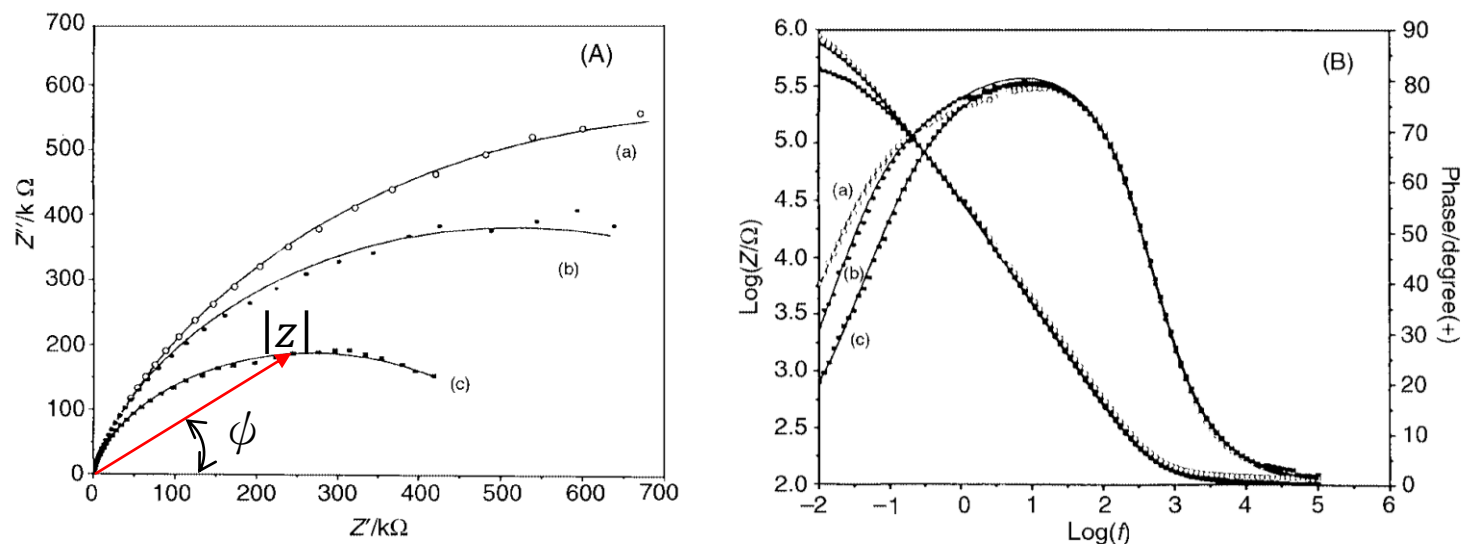 700
600
500
400
300
200
100
0
Z''/k Ω
(A)
(a)
(b)
(c)
|z|
ϕ
0 100 200 300 400 500 600 700
Z'/kΩ
6.0
5.5
5.0
4.5
4.0
3.5
3.0
2.5
2.0
Log(Z/Ω)
(B)
(a)
(b)
(c)
90
80
70
60
50
40
30
20
10
0
Phase/degree(+)
−2 −1 0 1 2 3 4 5 6
Log(f)